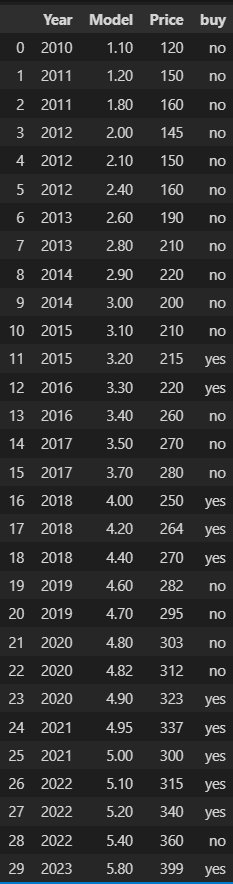 Year Model Price buy
0 2010 1.10 120 no
1 2011 1.20 150 no
2 2011 1.80 160 no
3 2012 2.00 145 no
4 2012 2.10 150 no
5 2012 2.40 160 no
6 2013 2.60 190 no
7 2013 2.80 210 no
8 2014 2.90 220 no
9 2014 3.00 200 no
10 2015 3.10 210 no
11 2015 3.20 215 yes
12 2016 3.30 220 yes
13 2016 3.40 260 no
14 2017 3.50 270 no
15 2017 3.70 280 no
16 2018 4.00 250 yes
17 2018 4.20 264 yes
18 2018 4.40 270 yes
19 2019 4.60 282 no
20 2019 4.70 295 no
21 2020 4.80 303 no
22 2020 4.82 312 no
23 2020 4.90 323 yes
24 2021 4.95 337 yes
25 2021 5.00 300 yes
26 2022 5.10 315 yes
27 2022 5.20 340 yes
28 2022 5.40 360 no
29 2023 5.80 399 yes